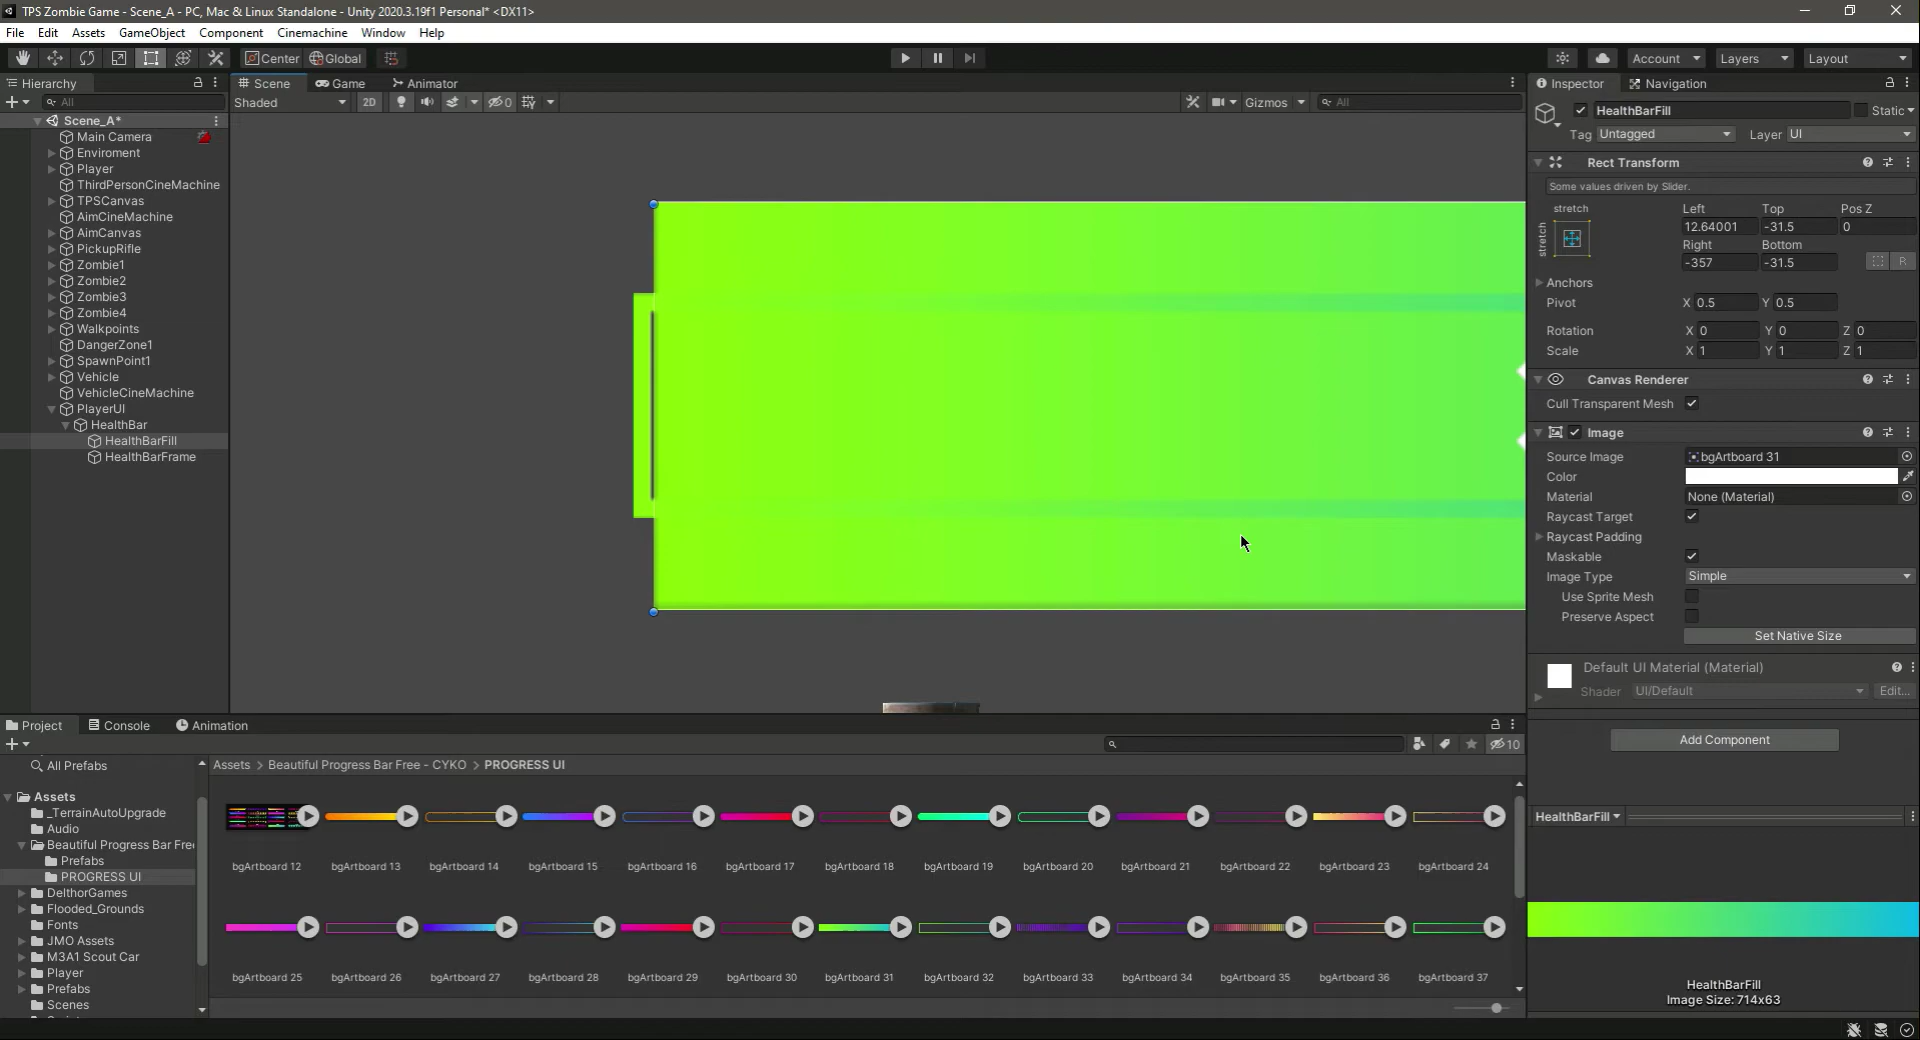 TPS Zombie Game - Scene_A - PC, Mac & Linux Standalone - Unity 2020.3.19f1 Personal* <DX11>
File Edit Assets GameObject Component Cinemachine Window Help
Center Global Account Layers Layout
Hierarchy Scene Game Animator Inspector Navigation
All Shaded 2D 0 Gizmos All
HealthBarFill Static
Tag Untagged Layer UI
Scene_A*
Main Camera
Enviroment
Player
ThirdPersonCineMachine
TPSCanvas
AimCineMachine
AimCanvas
PickupRifle
Zombie1
Zombie2
Zombie3
Zombie4
Walkpoints
DangerZone1
SpawnPoint1
Vehicle
VehicleCineMachine
PlayerUI
HealthBar
HealthBarFill
HealthBarFrame
Rect Transform
Some values driven by Slider.
stretch
stretch
Left Top Pos Z
12.64001 -31.5 0
Right Bottom
-357 -31.5 R
Anchors
Pivot X 0.5 Y 0.5
Rotation X 0 Y 0 Z 0
Scale X 1 Y 1 Z 1
Canvas Renderer
Cull Transparent Mesh
Image
Source Image bgArtboard 31
Color
Material None (Material)
Raycast Target
Raycast Padding
Maskable
Image Type Simple
Use Sprite Mesh
Preserve Aspect
Set Native Size
Default UI Material (Material)
Shader UI/Default Edit...
Add Component
HealthBarFill
HealthBarFill
Image Size: 714x63
Project Console Animation
10
All Prefabs
Assets
_TerrainAutoUpgrade
Audio
Beautiful Progress Bar Fre
Prefabs
PROGRESS UI
DelthorGames
Flooded_Grounds
Fonts
JMO Assets
M3A1 Scout Car
Player
Prefabs
Scenes
Assets > Beautiful Progress Bar Free - CYKO > PROGRESS UI
bgArtboard 12 bgArtboard 13 bgArtboard 14 bgArtboard 15 bgArtboard 16 bgArtboard 17 bgArtboard 18 bgArtboard 19 bgArtboard 20 bgArtboard 21 bgArtboard 22 bgArtboard 23 bgArtboard 24
bgArtboard 25 bgArtboard 26 bgArtboard 27 bgArtboard 28 bgArtboard 29 bgArtboard 30 bgArtboard 31 bgArtboard 32 bgArtboard 33 bgArtboard 34 bgArtboard 35 bgArtboard 36 bgArtboard 37